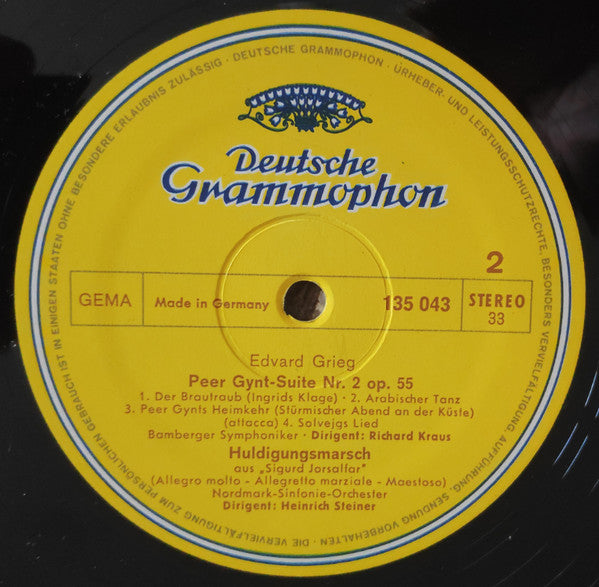 Deutsche
Grammophon
2
GEMA
Made in Germany
135 043
STEREO
33
Edvard Grieg
Peer Gynt-Suite Nr. 2 op. 55
1. Der Brautraub (Ingrids Klage) · 2. Arabischer Tanz
3. Peer Gynts Heimkehr (Stürmischer Abend an der Küste)
(attacca) 4. Solvejgs Lied
Bamberger Symphoniker · Dirigent: Richard Kraus
Huldigungsmarsch
aus „Sigurd Jorsalfar"
(Allegro molto - Allegretto marziale - Maestoso)
Nordmark-Sinfonie-Orchester
Dirigent: Heinrich Steiner
DEUTSCHE GRAMMOPHON · URHEBER- UND LEISTUNGSSCHUTZRECHTE, BESONDERS VERVIELFÄLTIGUNG, AUFFÜHRUNG, SENDUNG VORBEHALTEN · DIE VERVIELFÄLTIGUNG ZUM PERSÖNLICHEN GEBRAUCH IST IN EINIGEN STAATEN OHNE BESONDERE ERLAUBNIS ZULÄSSIG ·